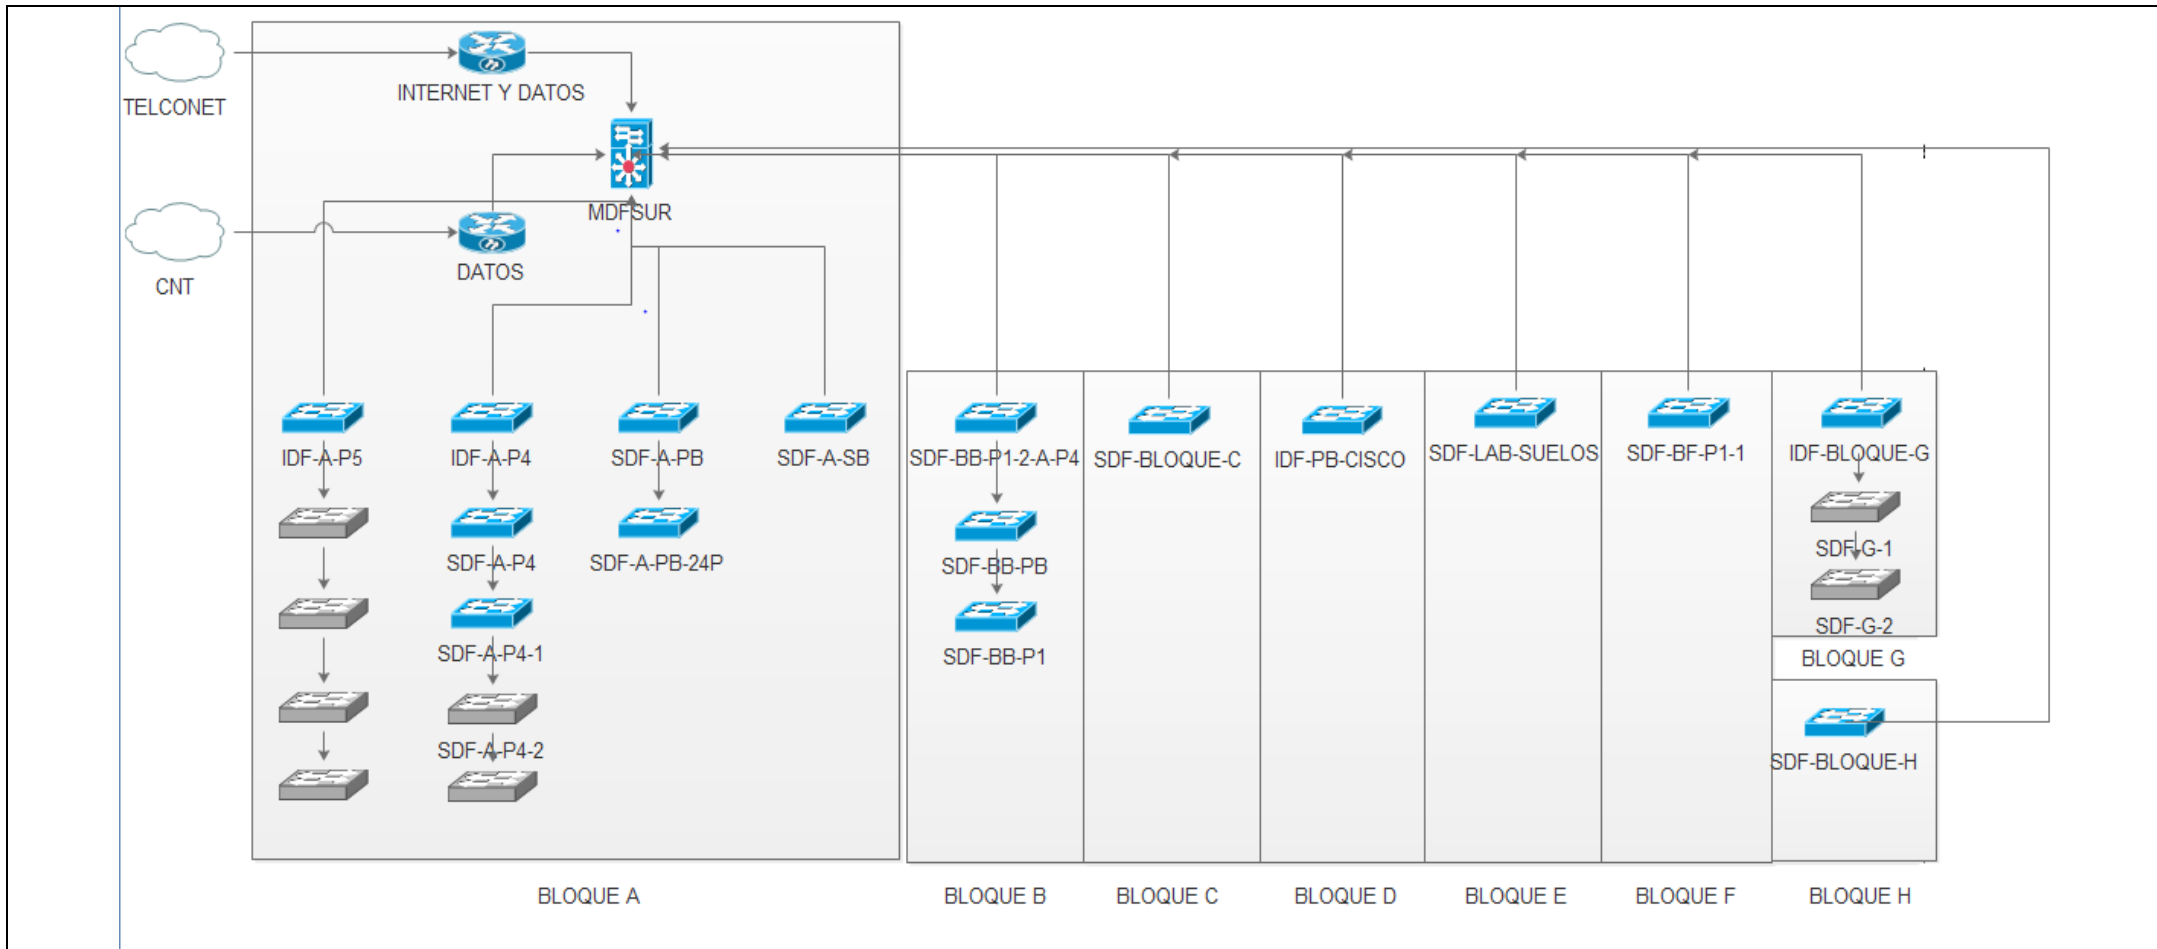 TELCONET
INTERNET Y DATOS
MDFSUR
CNT
DATOS
IDF-A-P5
IDF-A-P4
SDF-A-PB
SDF-A-SB
SDF-A-P4
SDF-A-PB-24P
SDF-A-P4-1
SDF-A-P4-2
BLOQUE A
SDF-BB-P1-2-A-P4
SDF-BB-PB
SDF-BB-P1
BLOQUE B
SDF-BLOQUE-C
BLOQUE C
IDF-PB-CISCO
BLOQUE D
SDF-LAB-SUELOS
BLOQUE E
SDF-BF-P1-1
BLOQUE F
IDF-BLOQUE-G
SDF-G-1
SDF-G-2
BLOQUE G
SDF-BLOQUE-H
BLOQUE H